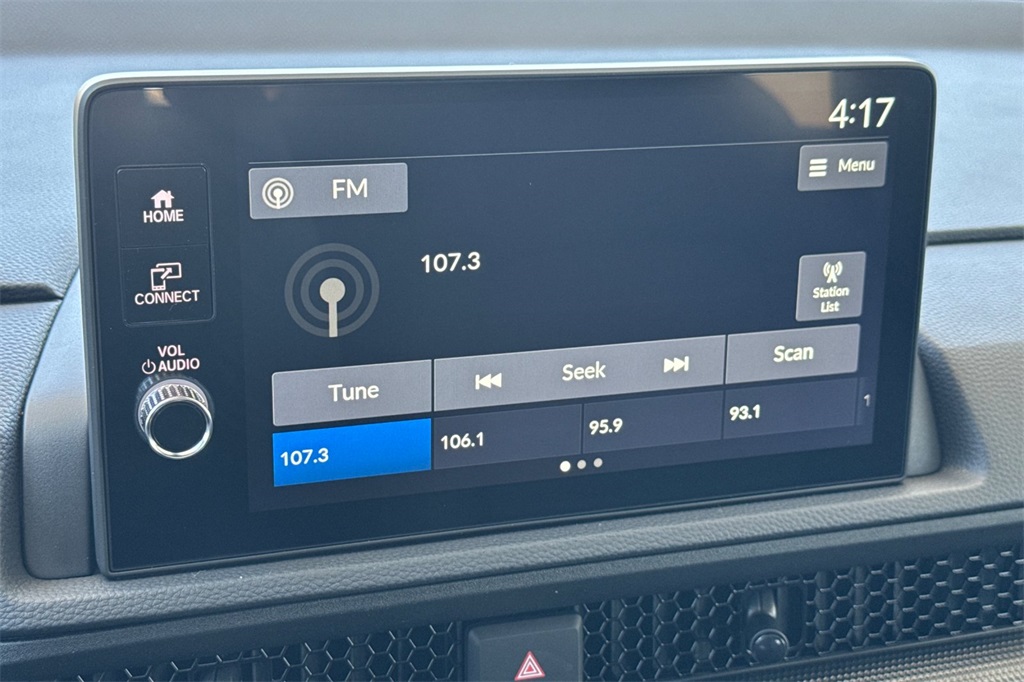 4:17
FM
Menu
HOME
107.3
CONNECT
Station
List
VOL
AUDIO
Tune
Seek
Scan
107.3
106.1
95.9
93.1
1